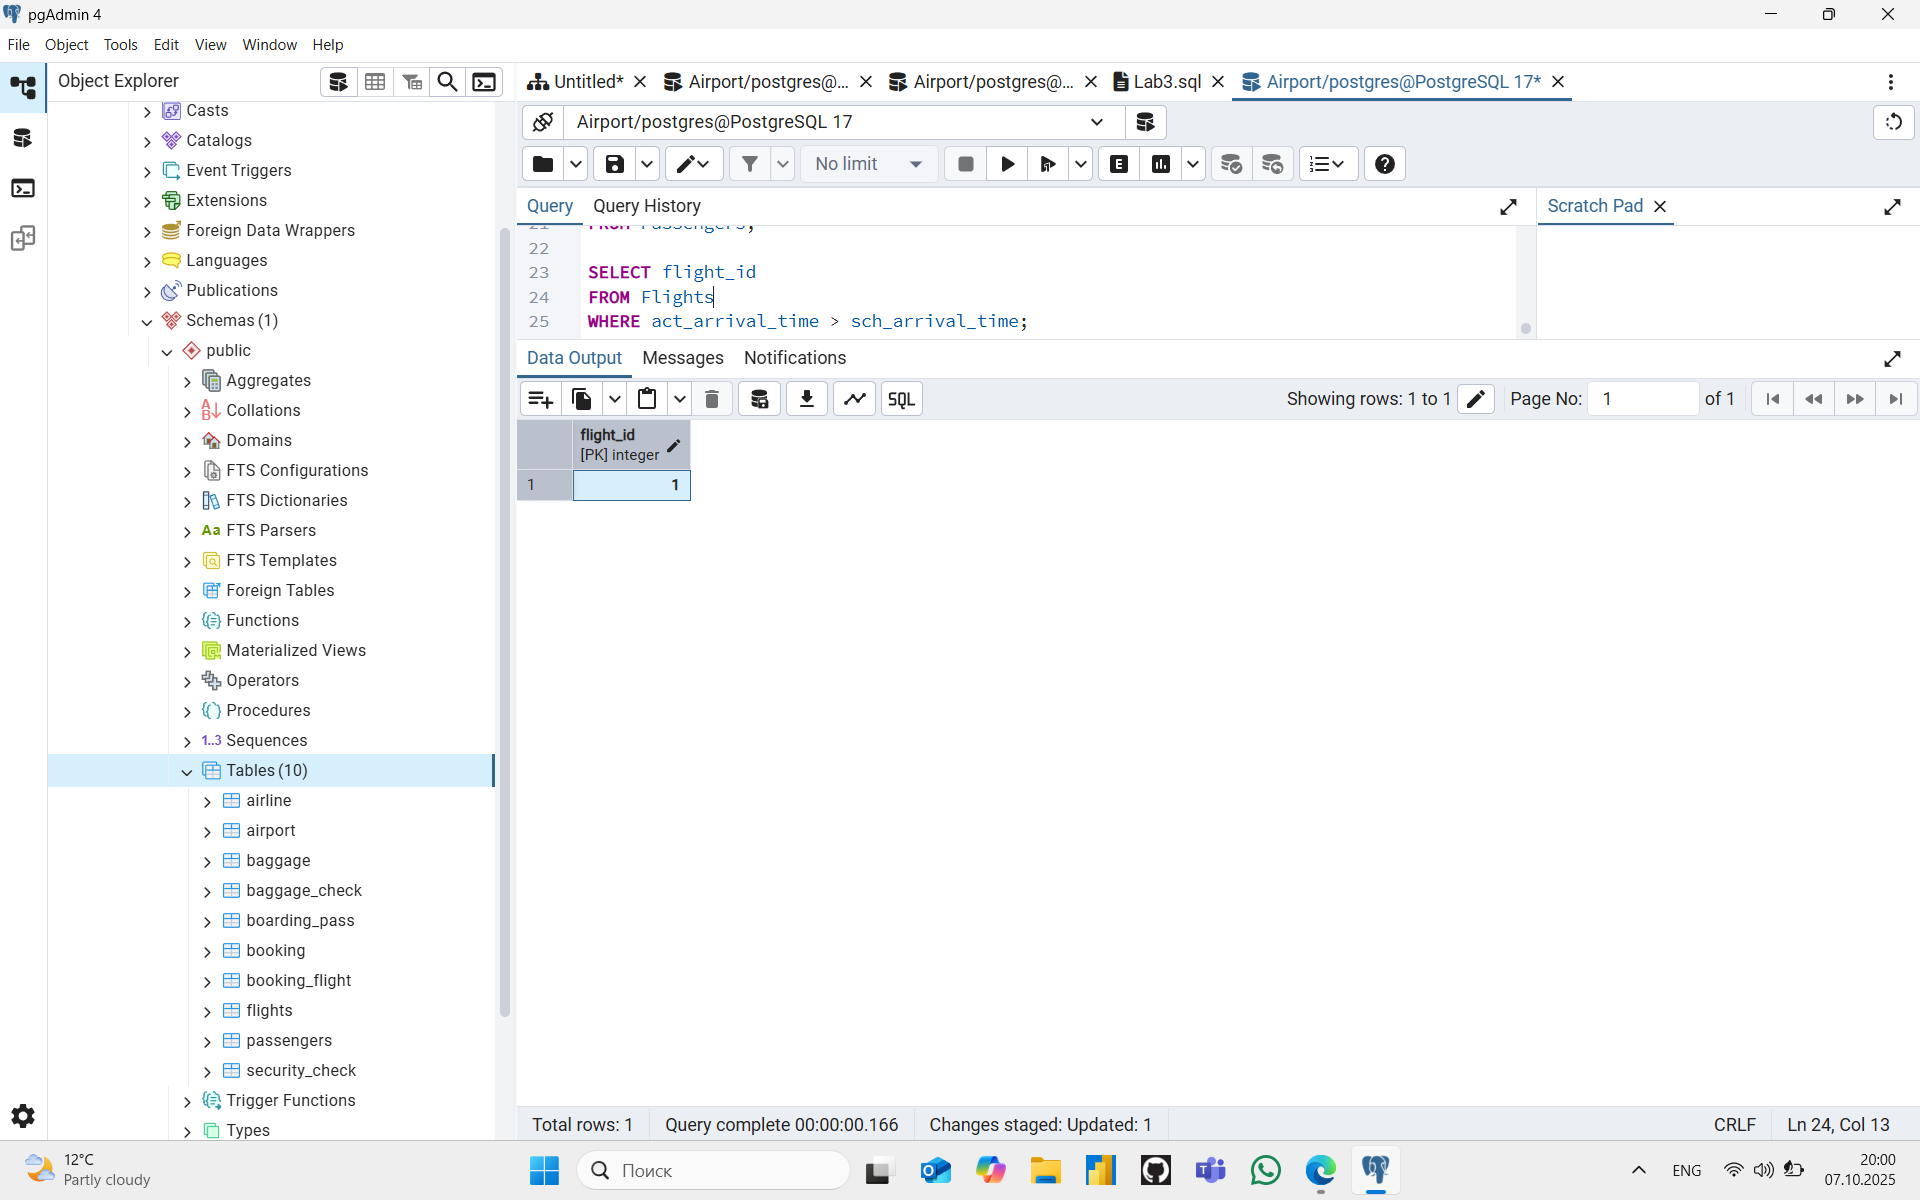 pgAdmin 4
File Object Tools Edit View Window Help
Object Explorer
Untitled* Airport/postgres@... Airport/postgres@... Lab3.sql Airport/postgres@PostgreSQL 17*
Airport/postgres@PostgreSQL 17
No limit
E
Query Query History
Scratch Pad
21 FROM Passengers;
22
23 SELECT flight_id
24 FROM Flights
25 WHERE act_arrival_time > sch_arrival_time;
Data Output Messages Notifications
SQL
Showing rows: 1 to 1
Page No: 1 of 1
flight_id
[PK] integer
1 1
Casts
Catalogs
Event Triggers
Extensions
Foreign Data Wrappers
Languages
Publications
Schemas (1)
public
Aggregates
Collations
Domains
FTS Configurations
FTS Dictionaries
Aa FTS Parsers
FTS Templates
Foreign Tables
Functions
Materialized Views
Operators
Procedures
1..3 Sequences
Tables (10)
airline
airport
baggage
baggage_check
boarding_pass
booking
booking_flight
flights
passengers
security_check
Trigger Functions
Types
Total rows: 1 Query complete 00:00:00.166 Changes staged: Updated: 1
CRLF Ln 24, Col 13
12°C
Partly cloudy
Поиск
ENG
20:00
07.10.2025